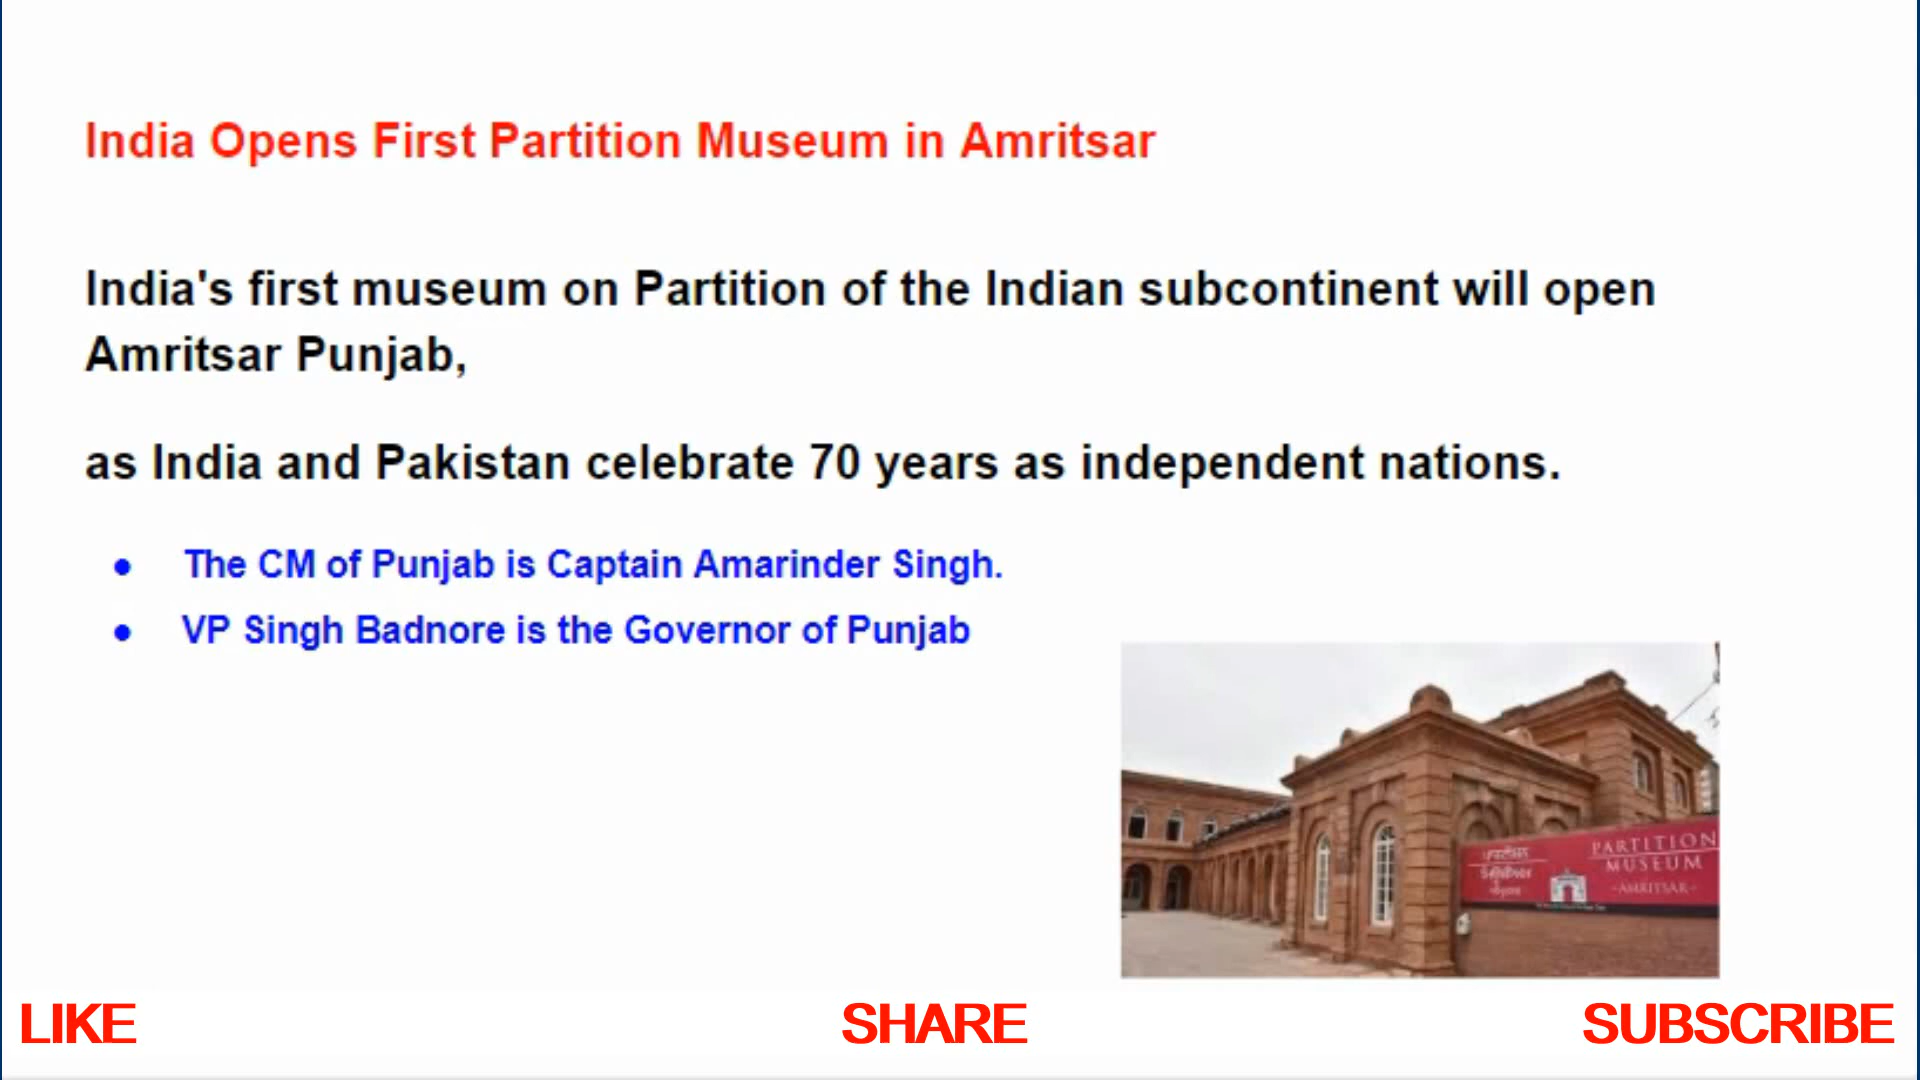 India Opens First Partition Museum in Amritsar
India's first museum on Partition of the Indian subcontinent will open
Amritsar Punjab,
as India and Pakistan celebrate 70 years as independent nations.
• The CM of Punjab is Captain Amarinder Singh.
• VP Singh Badnore is the Governor of Punjab
PARTITION
MUSEUM
~AMRITSAR~
LIKE SHARE SUBSCRIBE